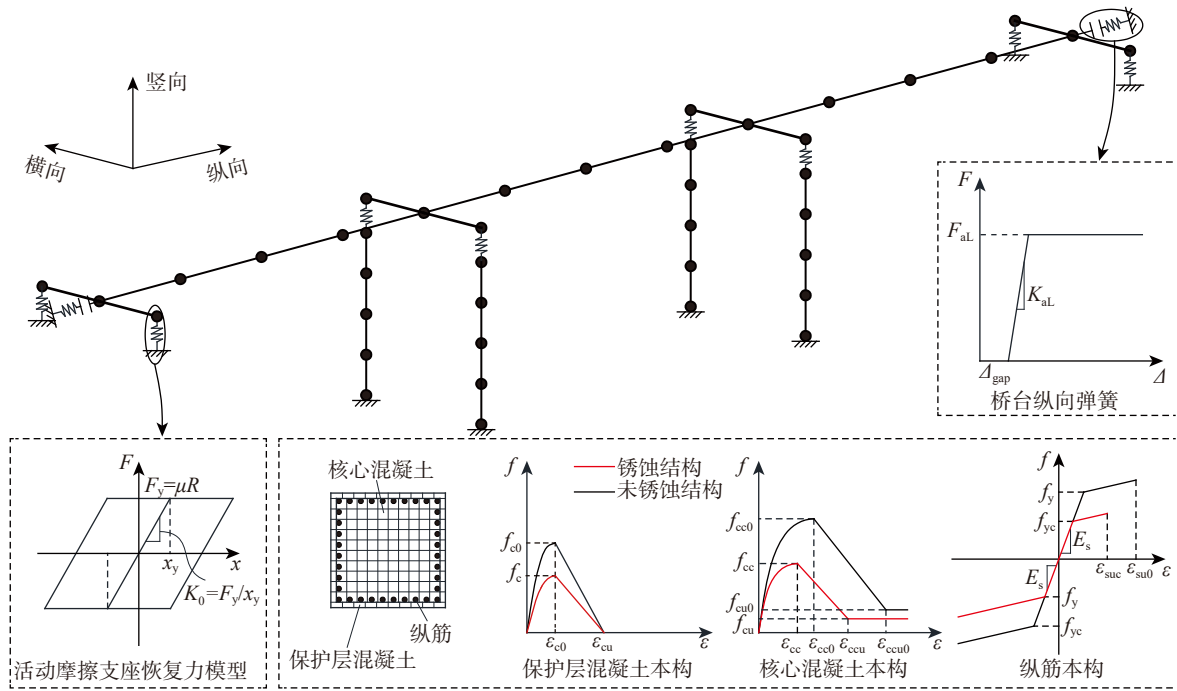 竖向
横向
纵向
F
F_aL
K_aL
Δ_gap
Δ
桥台纵向弹簧
F
F_y=μR
x_y
x
K_0=F_y/x_y
活动摩擦支座恢复力模型
核心混凝土
纵筋
保护层混凝土
f
f_c0
f_c
ε_c0
ε_cu
ε
保护层混凝土本构
锈蚀结构
未锈蚀结构
f
f_cc0
f_cc
f_cu0
f_cu
ε_cc
ε_cc0
ε_ccu
ε_ccu0
ε
核心混凝土本构
f
f_y
f_yc
E_s
ε_suc
ε_su0
ε
E_s
f_y
f_yc
纵筋本构